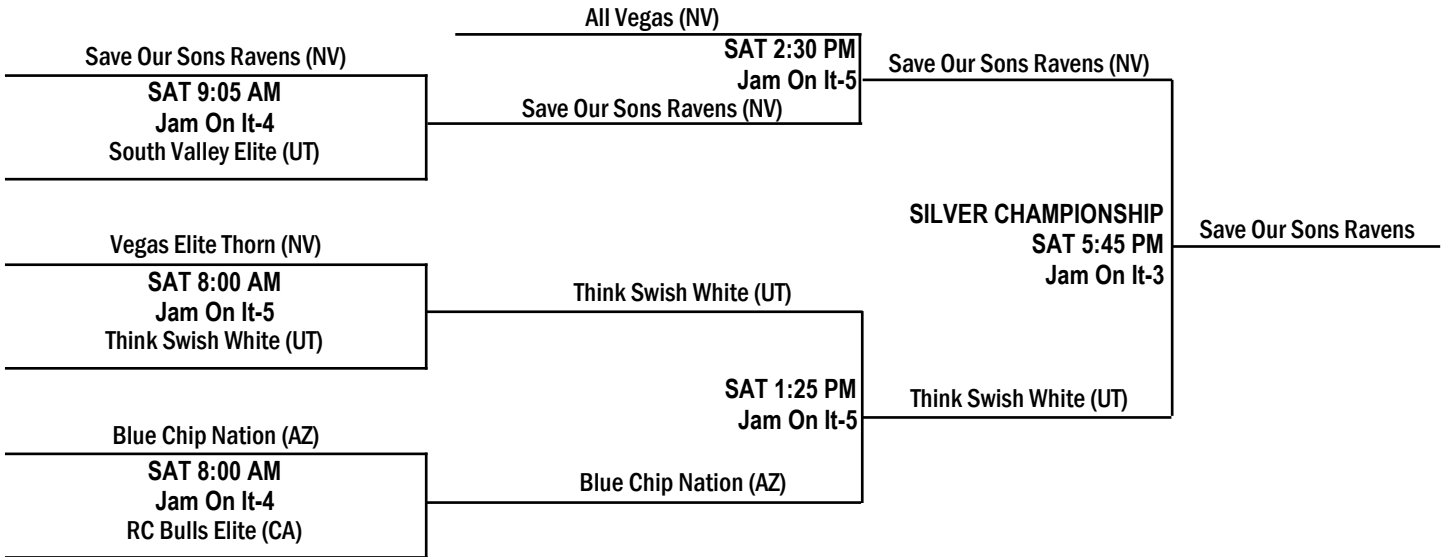 All Vegas (NV)
Save Our Sons Ravens (NV)
SAT 2:30 PM
Jam On It-5
Save Our Sons Ravens (NV)
SAT 9:05 AM
Jam On It-4
Save Our Sons Ravens (NV)
South Valley Elite (UT)
SILVER CHAMPIONSHIP
SAT 5:45 PM
Jam On It-3
Save Our Sons Ravens
Vegas Elite Thorn (NV)
SAT 8:00 AM
Jam On It-5
Think Swish White (UT)
Think Swish White (UT)
SAT 1:25 PM
Jam On It-5
Think Swish White (UT)
Blue Chip Nation (AZ)
SAT 8:00 AM
Jam On It-4
Blue Chip Nation (AZ)
RC Bulls Elite (CA)